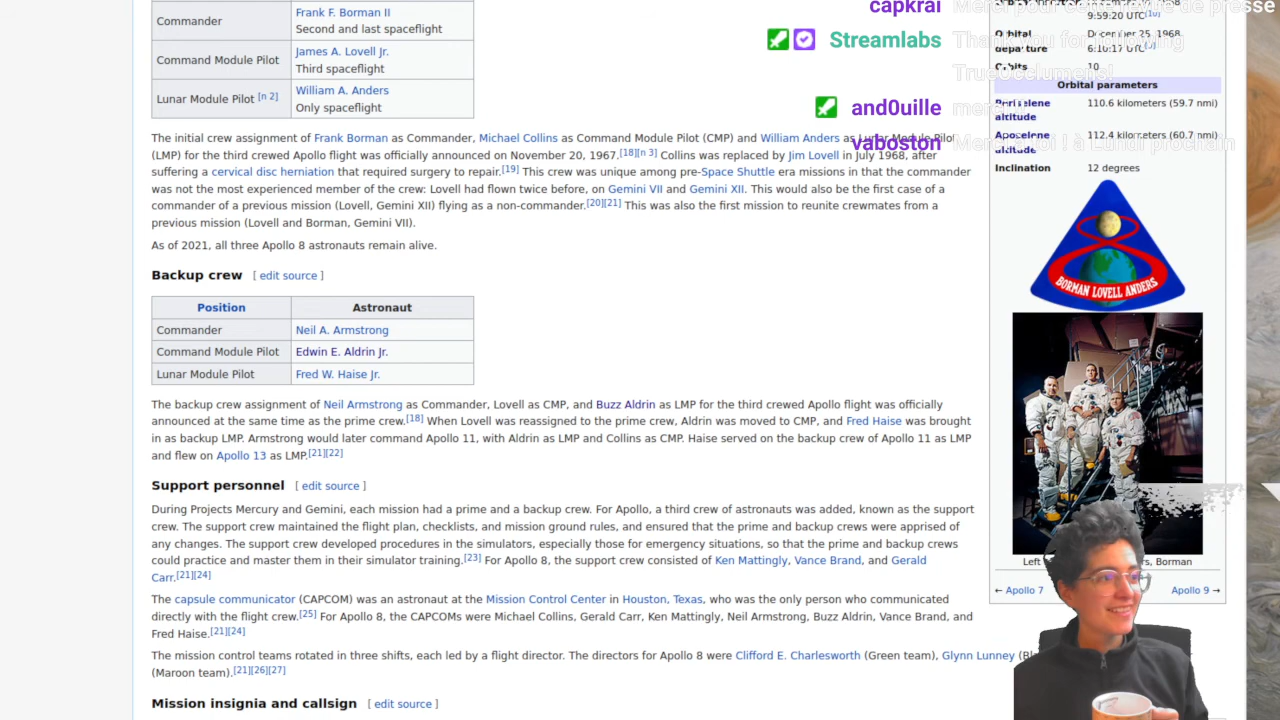 Commander
Frank F. Borman II
Second and last spaceflight
Command Module Pilot
James A. Lovell Jr.
Third spaceflight
Lunar Module Pilot [n 2]
William A. Anders
Only spaceflight
The initial crew assignment of Frank Borman as Commander, Michael Collins as Command Module Pilot (CMP) and William Anders as Lunar Module Pilot
(LMP) for the third crewed Apollo flight was officially announced on November 20, 1967.[18][n 3] Collins was replaced by Jim Lovell in July 1968, after
suffering a cervical disc herniation that required surgery to repair.[19] This crew was unique among pre-Space Shuttle era missions in that the commander
was not the most experienced member of the crew: Lovell had flown twice before, on Gemini VII and Gemini XII. This would also be the first case of a
commander of a previous mission (Lovell, Gemini XII) flying as a non-commander.[20][21] This was also the first mission to reunite crewmates from a
previous mission (Lovell and Borman, Gemini VII).
As of 2021, all three Apollo 8 astronauts remain alive.
Backup crew [ edit source ]
Position Astronaut
Commander Neil A. Armstrong
Command Module Pilot Edwin E. Aldrin Jr.
Lunar Module Pilot Fred W. Haise Jr.
The backup crew assignment of Neil Armstrong as Commander, Lovell as CMP, and Buzz Aldrin as LMP for the third crewed Apollo flight was officially
announced at the same time as the prime crew.[18] When Lovell was reassigned to the prime crew, Aldrin was moved to CMP, and Fred Haise was brought
in as backup LMP. Armstrong would later command Apollo 11, with Aldrin as LMP and Collins as CMP. Haise served on the backup crew of Apollo 11 as LMP
and flew on Apollo 13 as LMP.[21][22]
Support personnel [ edit source ]
During Projects Mercury and Gemini, each mission had a prime and a backup crew. For Apollo, a third crew of astronauts was added, known as the support
crew. The support crew maintained the flight plan, checklists, and mission ground rules, and ensured that the prime and backup crews were apprised of
any changes. The support crew developed procedures in the simulators, especially those for emergency situations, so that the prime and backup crews
could practice and master them in their simulator training.[23] For Apollo 8, the support crew consisted of Ken Mattingly, Vance Brand, and Gerald
Carr.[21][24]
The capsule communicator (CAPCOM) was an astronaut at the Mission Control Center in Houston, Texas, who was the only person who communicated
directly with the flight crew.[25] For Apollo 8, the CAPCOMs were Michael Collins, Gerald Carr, Ken Mattingly, Neil Armstrong, Buzz Aldrin, Vance Brand, and
Fred Haise.[21][24]
The mission control teams rotated in three shifts, each led by a flight director. The directors for Apollo 8 were Clifford E. Charlesworth (Green team), Glynn Lunney
(Maroon team).[21][26][27]
Mission insignia and callsign [ edit source ]
capkrai Merci pour cette revue de presse
Streamlabs Thank you for following
TrueOcclumens!
and0uille merci
vaboston Merci à toi ! à Lundi prochain
9:59:20 UTC[10]
Orbital departure
December 25, 1968,
6:10:17 UTC
Orbits 10
Orbital parameters
Periselene altitude 110.6 kilometers (59.7 nmi)
Aposelene altitude 112.4 kilometers (60.7 nmi)
Inclination 12 degrees
BORMAN LOVELL ANDERS
Left
Borman
← Apollo 7 Apollo 9 →